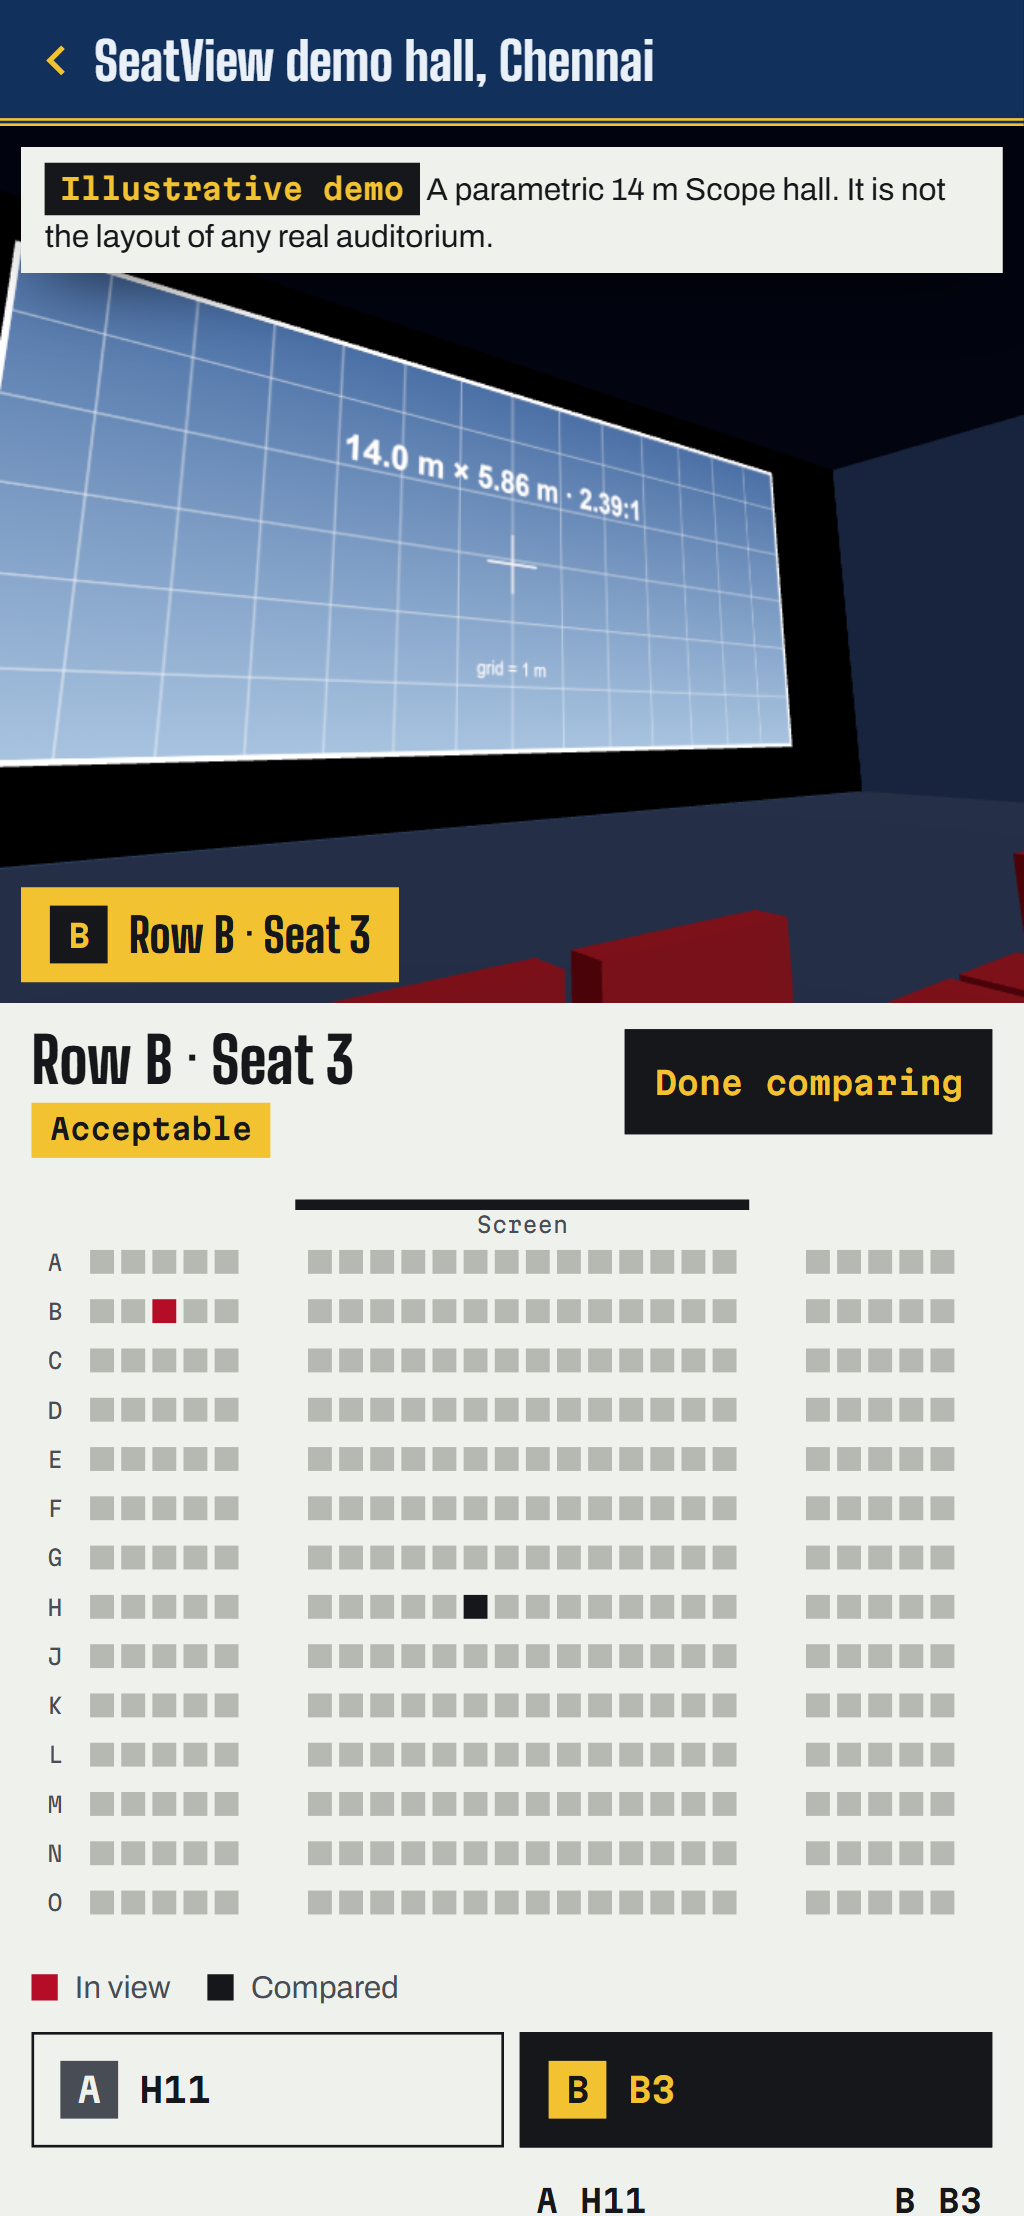 SeatView demo hall, Chennai
Illustrative demo A parametric 14 m Scope hall. It is not
the layout of any real auditorium.
14.0 m × 5.86 m · 2.39:1
grid = 1 m
B Row B · Seat 3
Row B · Seat 3
Done comparing
Acceptable
Screen
A
B
C
D
E
F
G
H
J
K
L
M
N
O
In view Compared
A H11 B B3
A H11 B B3